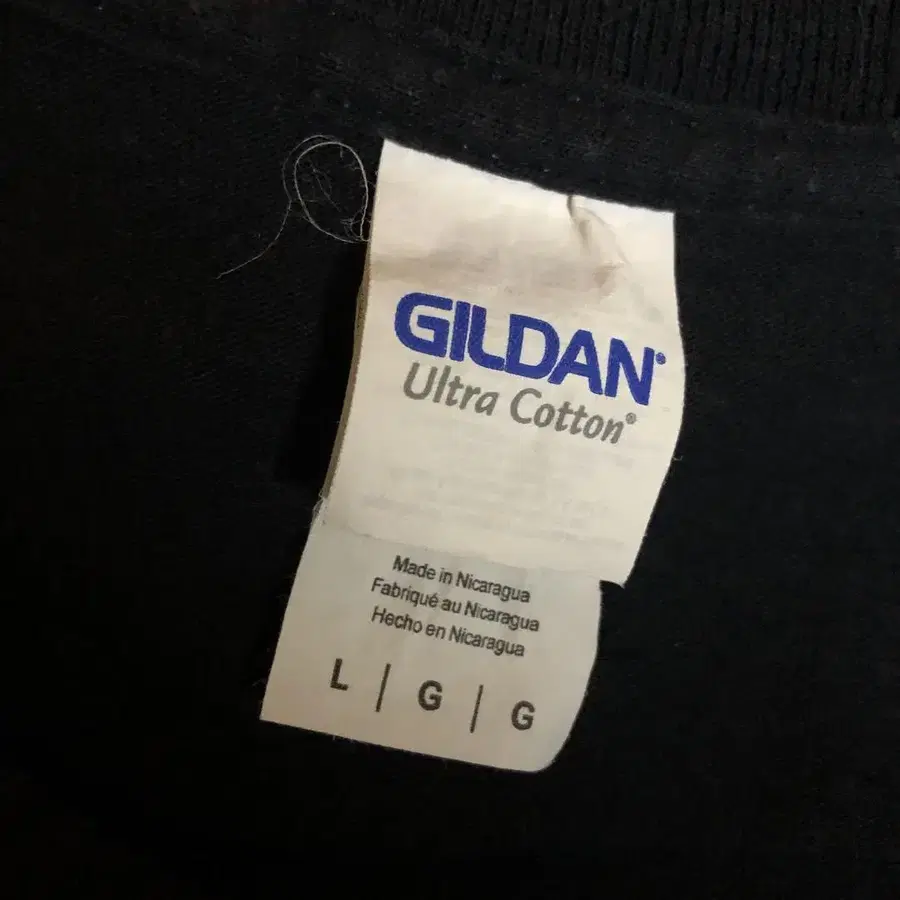 GILDAN®
Ultra Cotton®
Made in Nicaragua
Fabriqué au Nicaragua
Hecho en Nicaragua
L | G | G